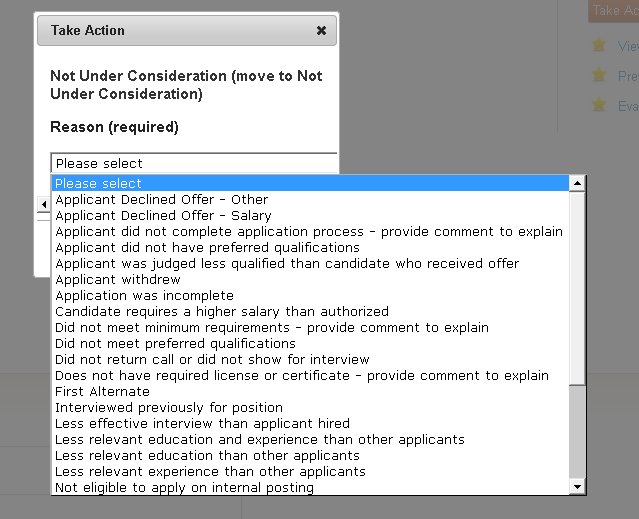 Take Action
Take Ac
Not Under Consideration (move to Not
Under Consideration)
Reason (required)
Please select
Please select
Applicant Declined Offer - Other
Applicant Declined Offer - Salary
Applicant did not complete application process - provide comment to explain
Applicant did not have preferred qualifications
Applicant was judged less qualified than candidate who received offer
Applicant withdrew
Application was incomplete
Candidate requires a higher salary than authorized
Did not meet minimum requirements - provide comment to explain
Did not meet preferred qualifications
Did not return call or did not show for interview
Does not have required license or certificate - provide comment to explain
First Alternate
Interviewed previously for position
Less effective interview than applicant hired
Less relevant education and experience than other applicants
Less relevant education than other applicants
Less relevant experience than other applicants
Not eligible to apply on internal posting
Vie
Pre
Eva